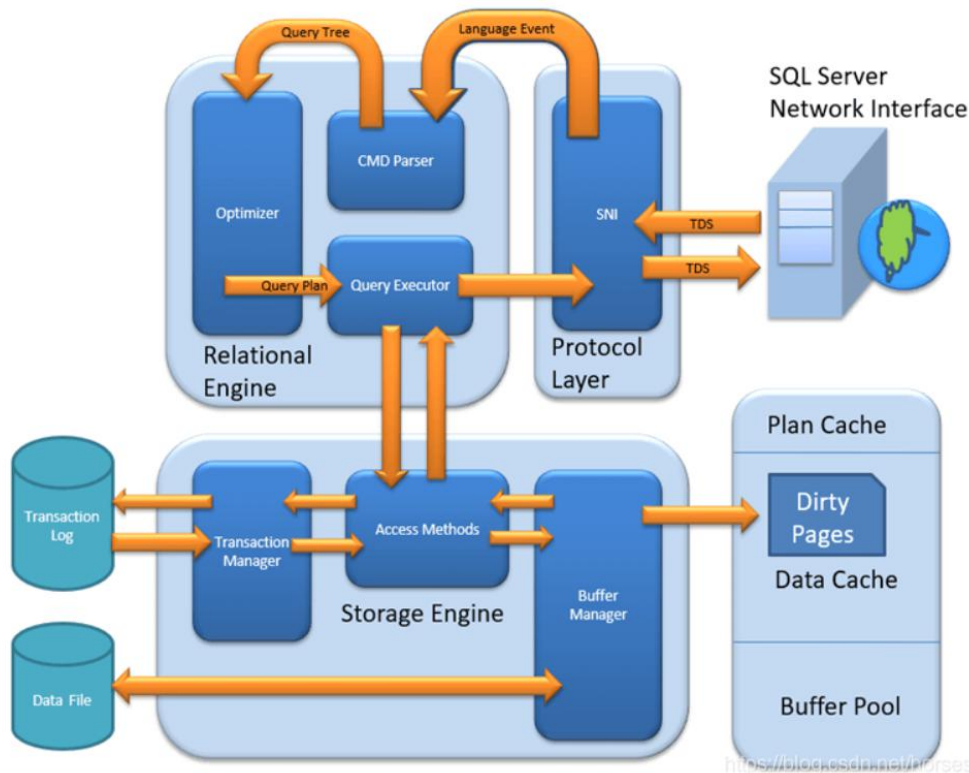 Query Tree
Language Event
SQL Server
Network Interface
CMD Parser
Optimizer
SNI
TDS
TDS
Query Plan
Query Executor
Relational
Engine
Protocol
Layer
Plan Cache
Dirty
Pages
Data Cache
Buffer Pool
Transaction
Log
Transaction
Manager
Access Methods
Storage Engine
Buffer
Manager
Data File
https://blog.csdn.net/horses